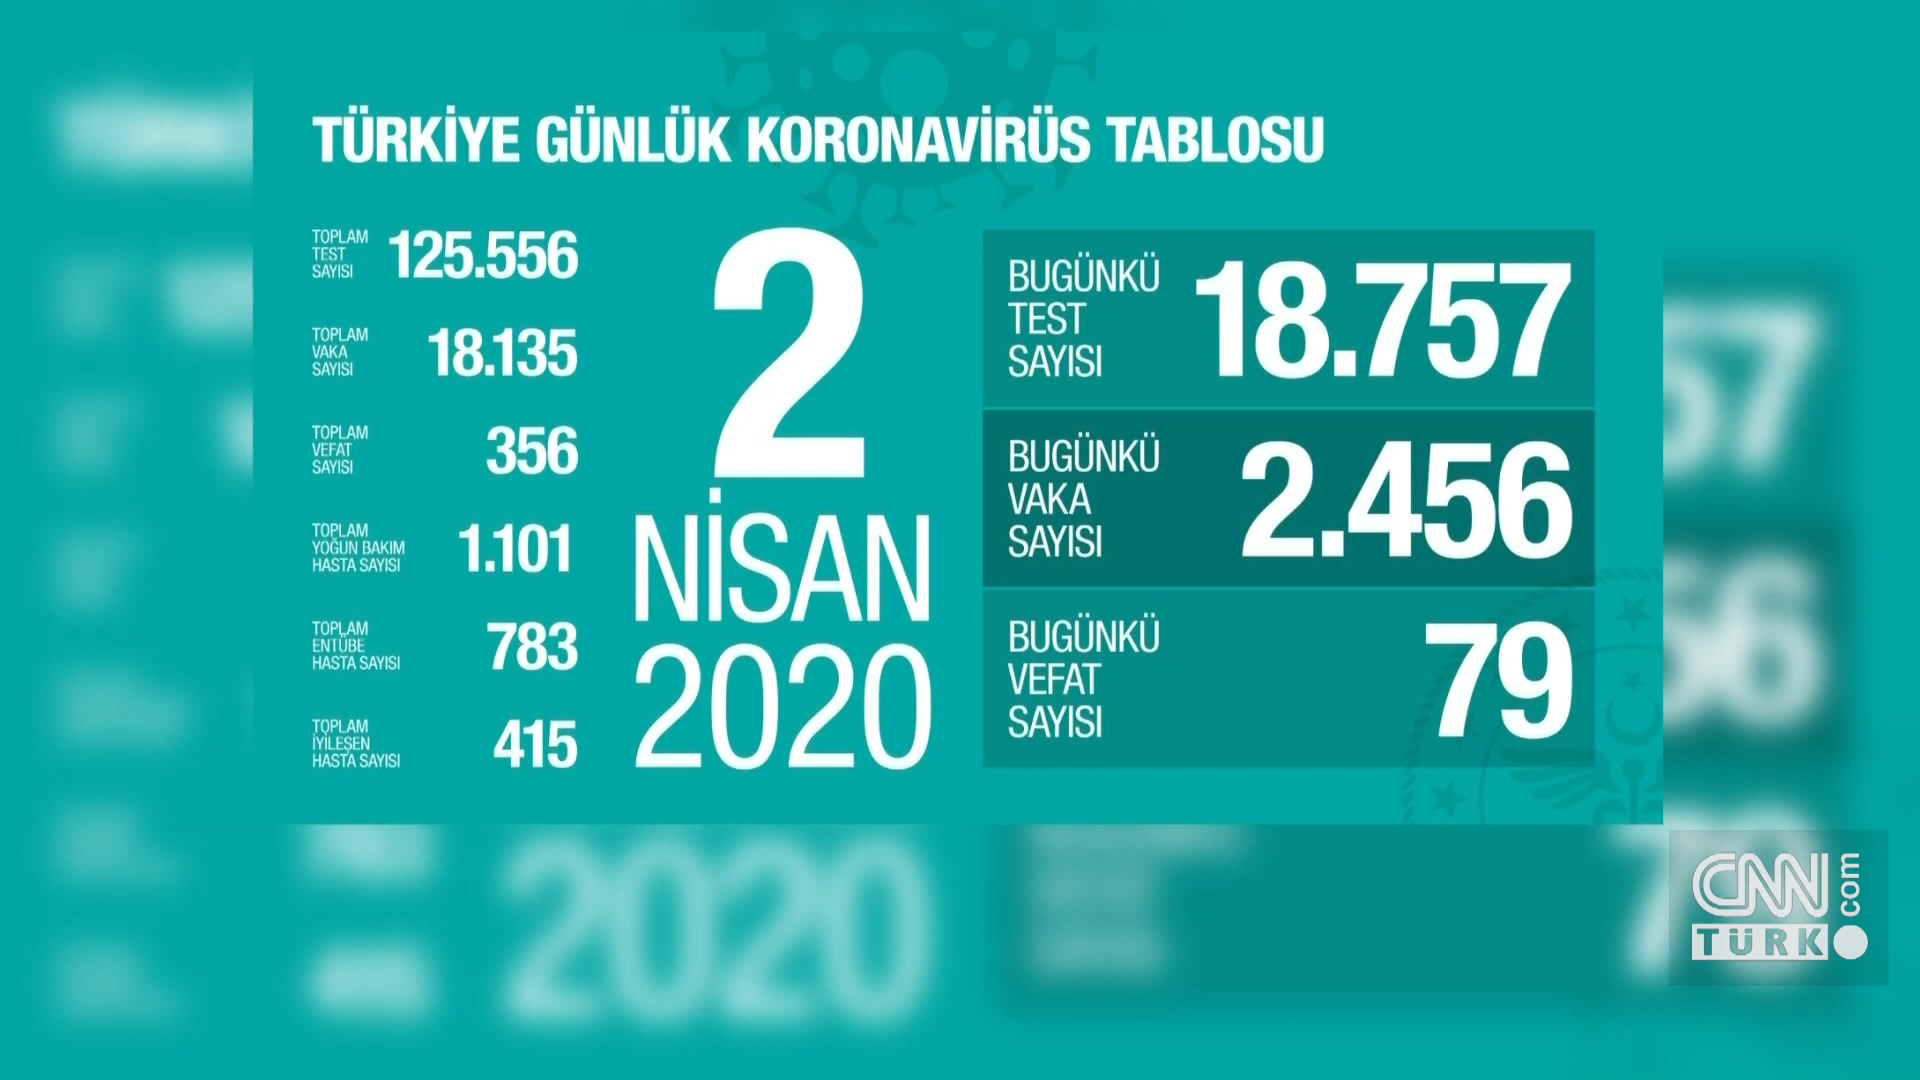 TÜRKİYE GÜNLÜK KORONAVİRÜS TABLOSU
TOPLAM
TEST
SAYISI
125.556
TOPLAM
VAKA
SAYISI
18.135
TOPLAM
VEFAT
SAYISI
356
TOPLAM
YOĞUN BAKIM
HASTA SAYISI
1.101
TOPLAM
ENTÜBE
HASTA SAYISI
783
TOPLAM
İYİLEŞEN
HASTA SAYISI
415
2
NİSAN
2020
BUGÜNKÜ
TEST
SAYISI
18.757
BUGÜNKÜ
VAKA
SAYISI
2.456
BUGÜNKÜ
VEFAT
SAYISI
79
CNN
TÜRK
.com